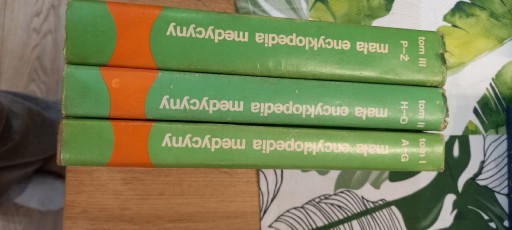 mała encyklopedia medycyny
tom III
P-Ż
mała encyklopedia medycyny
tom II
H-O
mała encyklopedia medycyny
tom I
A-G